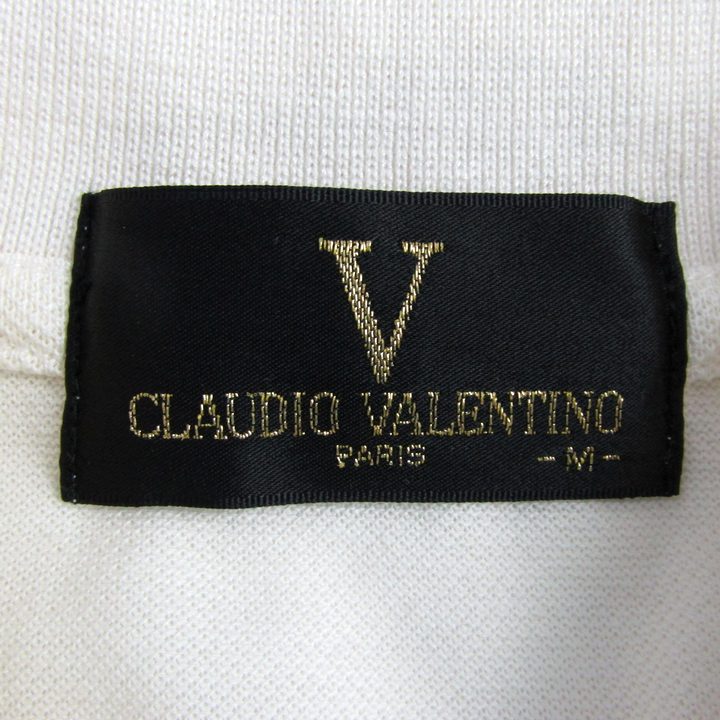 V
CLAUDIO VALENTINO
PARIS -M-